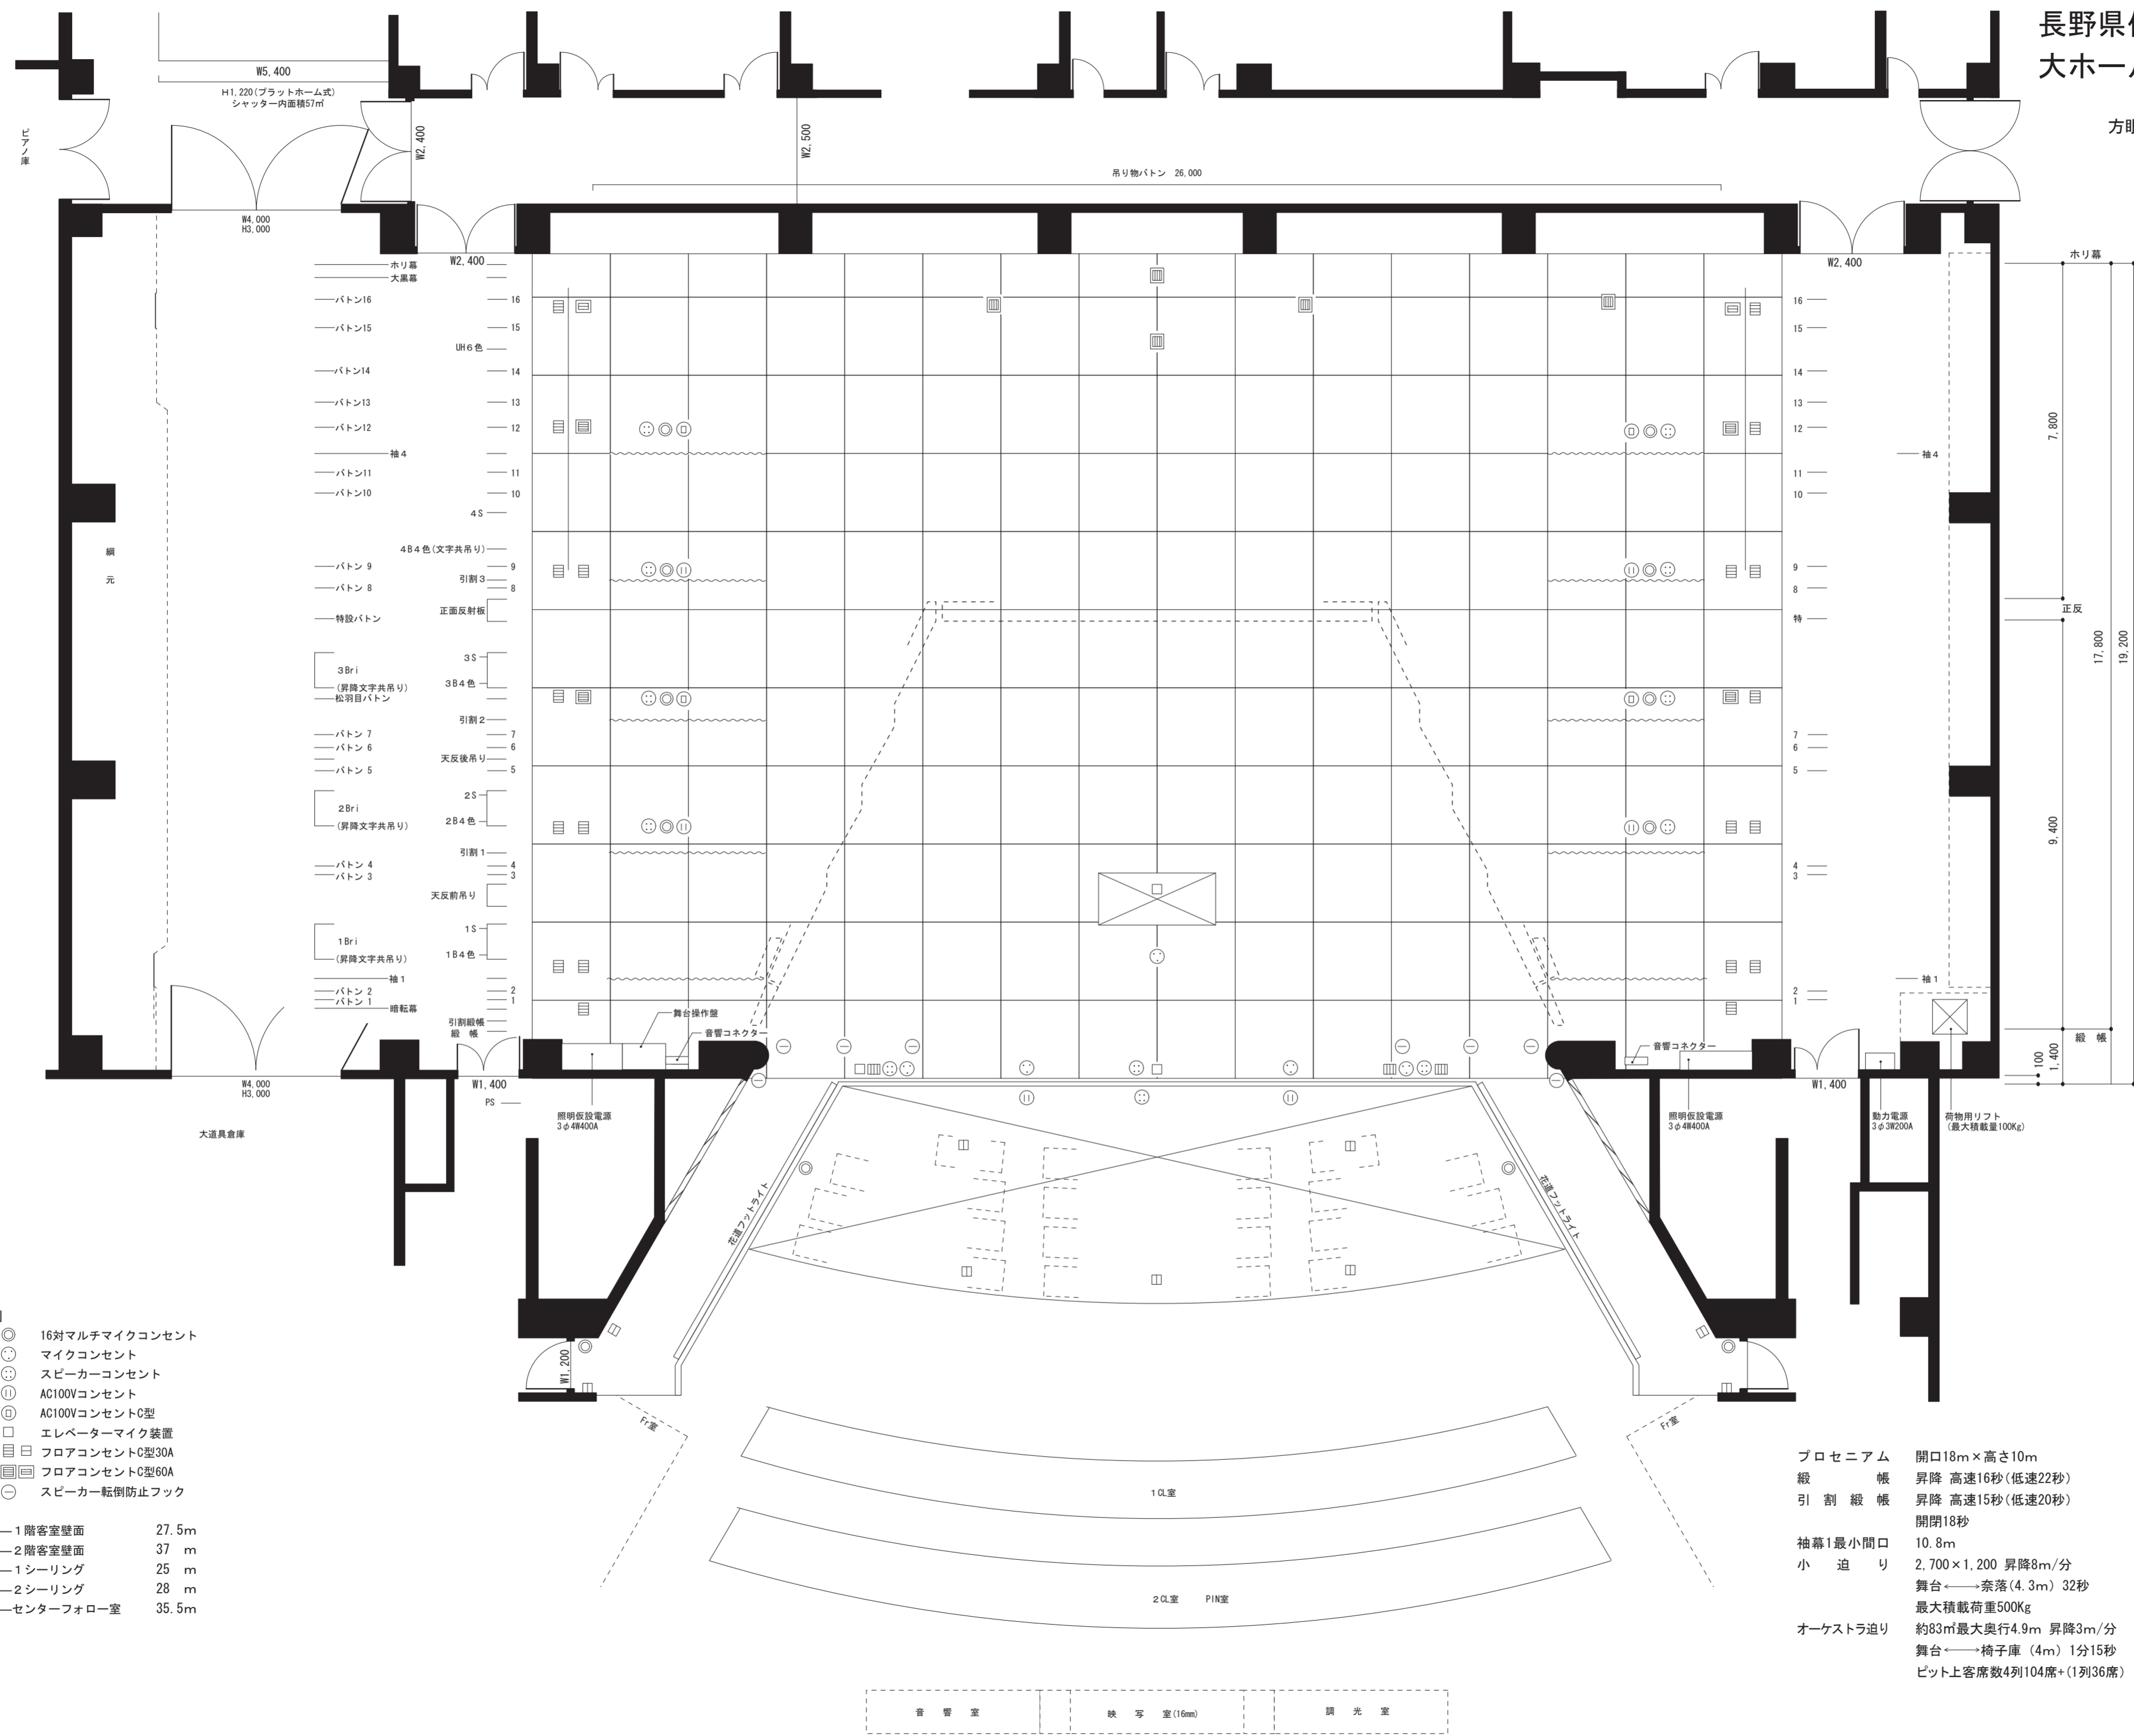 長野県
大ホー
W5,400
H1,220(プラットホーム式)
シャッター内面積57㎡
ピアノ庫
W2,400
W2,500
吊り物バトン 26,000
W4,000
H3,000
W2,400
W2,400
ホリ幕
大黒幕
バトン16
16
バトン15
15
UH6色
バトン14
14
バトン13
13
バトン12
12
袖4
バトン11
11
バトン10
10
4S
4B4色(文字共吊り)
バトン 9
9
引割3
バトン 8
8
正面反射板
特設バトン
3S
3Bri
3B4色
(昇降文字共吊り)
松羽目バトン
引割2
バトン 7
7
バトン 6
6
天反後吊り
バトン 5
5
2S
2Bri
2B4色
(昇降文字共吊り)
引割1
バトン 4
4
バトン 3
3
天反前吊り
1S
1Bri
1B4色
(昇降文字共吊り)
袖1
バトン 2
2
バトン 1
1
暗転幕
引割緞帳
緞 帳
綱
元
舞台操作盤
音響コネクター
16
15
14
13
12
袖4
11
10
9
8
特
7
6
5
4
3
袖1
2
1
音響コネクター
ホリ幕
7,800
正反
17,800
19,200
9,400
緞 帳
100
1,400
W4,000
H3,000
大道具倉庫
W1,400
PS
照明仮設電源
3φ4W400A
照明仮設電源
3φ4W400A
W1,400
動力電源
3φ3W200A
荷物用リフト
(最大積載量100Kg)
花道フットライト
花道フットライト
W1,200
Fr室
Fr室
1CL室
2CL室 PIN室
音 響 室
映 写 室(16mm)
調 光 室
16対マルチマイクコンセント
マイクコンセント
スピーカーコンセント
AC100Vコンセント
AC100VコンセントC型
エレベーターマイク装置
フロアコンセントC型30A
フロアコンセントC型60A
スピーカー転倒防止フック
1階客室壁面 27.5m
2階客室壁面 37 m
1シーリング 25 m
2シーリング 28 m
センターフォロー室 35.5m
プロセニアム 開口18m×高さ10m
緞 帳 昇降 高速16秒(低速22秒)
引 割 緞 帳 昇降 高速15秒(低速20秒)
開閉18秒
袖幕1最小間口 10.8m
小 迫 り 2,700×1,200 昇降8m/分
舞台←→奈落(4.3m) 32秒
最大積載荷重500Kg
オーケストラ迫り 約83㎡最大奥行4.9m 昇降3m/分
舞台←→椅子庫 (4m) 1分15秒
ピット上客席数4列104席+(1列36席)